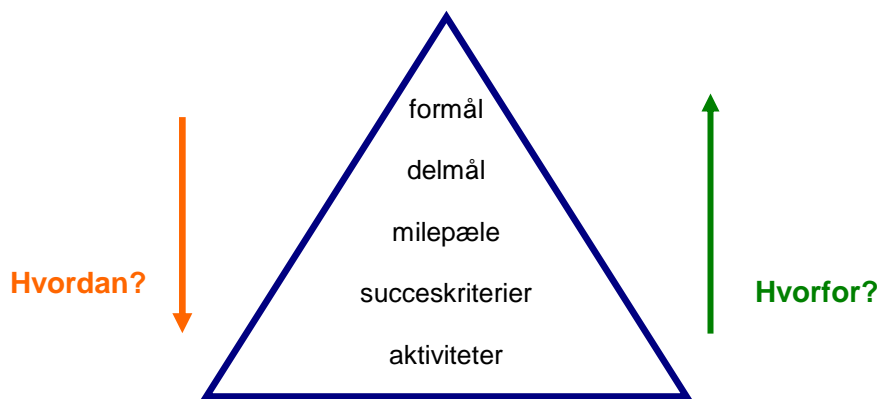 formål
delmål
milepæle
Hvordan?
succeskriterier
Hvorfor?
aktiviteter